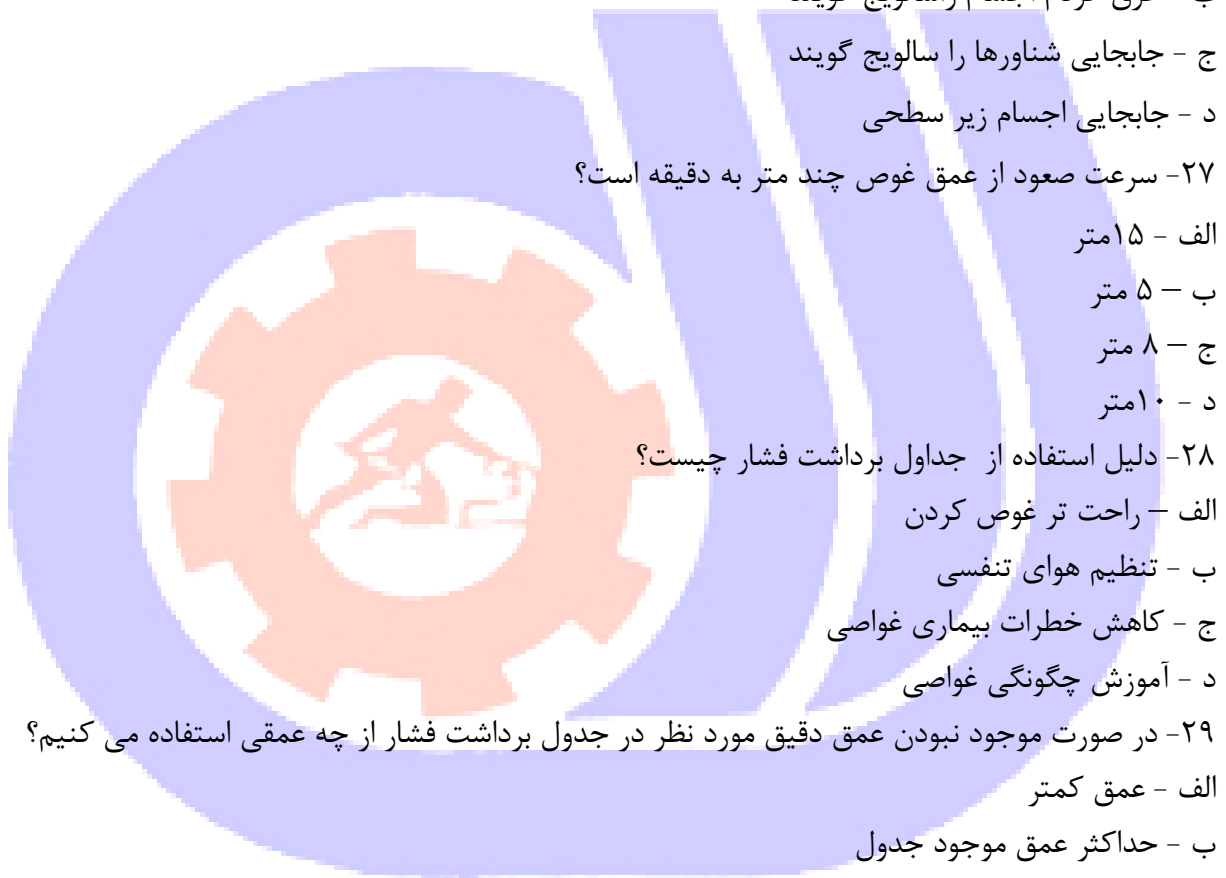 ج - جابجایی شناورها را سالویج گویند
د - جابجایی اجسام زیر سطحی
۲۷- سرعت صعود از عمق غوص چند متر به دقیقه است؟
الف - ۱۵متر
ب – ۵ متر
ج – ۸ متر
د - ۱۰متر
۲۸- دلیل استفاده از جداول برداشت فشار چیست؟
الف – راحت تر غوص کردن
ب - تنظیم هوای تنفسی
ج - کاهش خطرات بیماری غواصی
د - آموزش چگونگی غواصی
۲۹- در صورت موجود نبودن عمق دقیق مورد نظر در جدول برداشت فشار از چه عمقی استفاده می کنیم؟
الف - عمق کمتر
ب - حداکثر عمق موجود جدول